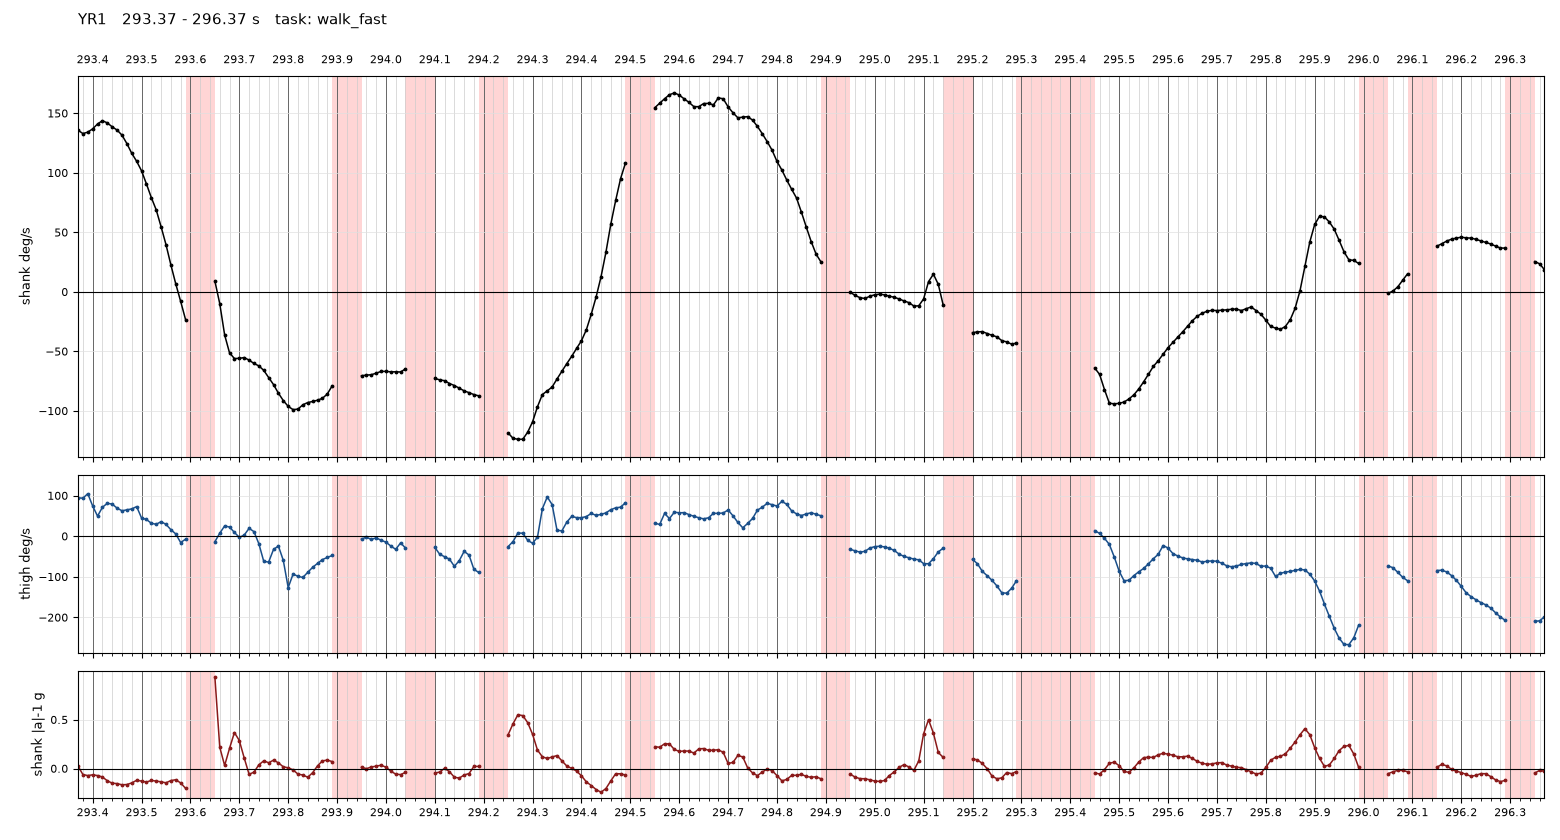 YR1   293.37 - 296.37 s   task: walk_fast
293.4 293.5 293.6 293.7 293.8 293.9 294.0 294.1 294.2 294.3 294.4 294.5 294.6 294.7 294.8 294.9 295.0 295.1 295.2 295.3 295.4 295.5 295.6 295.7 295.8 295.9 296.0 296.1 296.2 296.3
shank deg/s
150
100
50
0
−50
−100
thigh deg/s
100
0
−100
−200
shank |a|-1 g
0.5
0.0
293.4 293.5 293.6 293.7 293.8 293.9 294.0 294.1 294.2 294.3 294.4 294.5 294.6 294.7 294.8 294.9 295.0 295.1 295.2 295.3 295.4 295.5 295.6 295.7 295.8 295.9 296.0 296.1 296.2 296.3